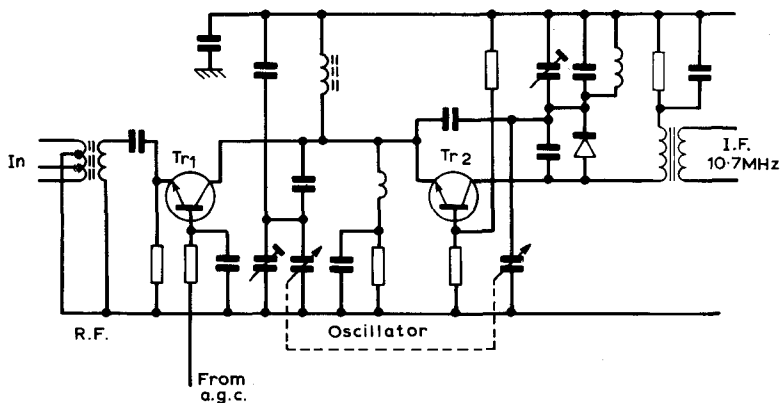 In
Tr1
Tr2
I.F.
10·7MHz
R.F.
Oscillator
From
a.g.c.